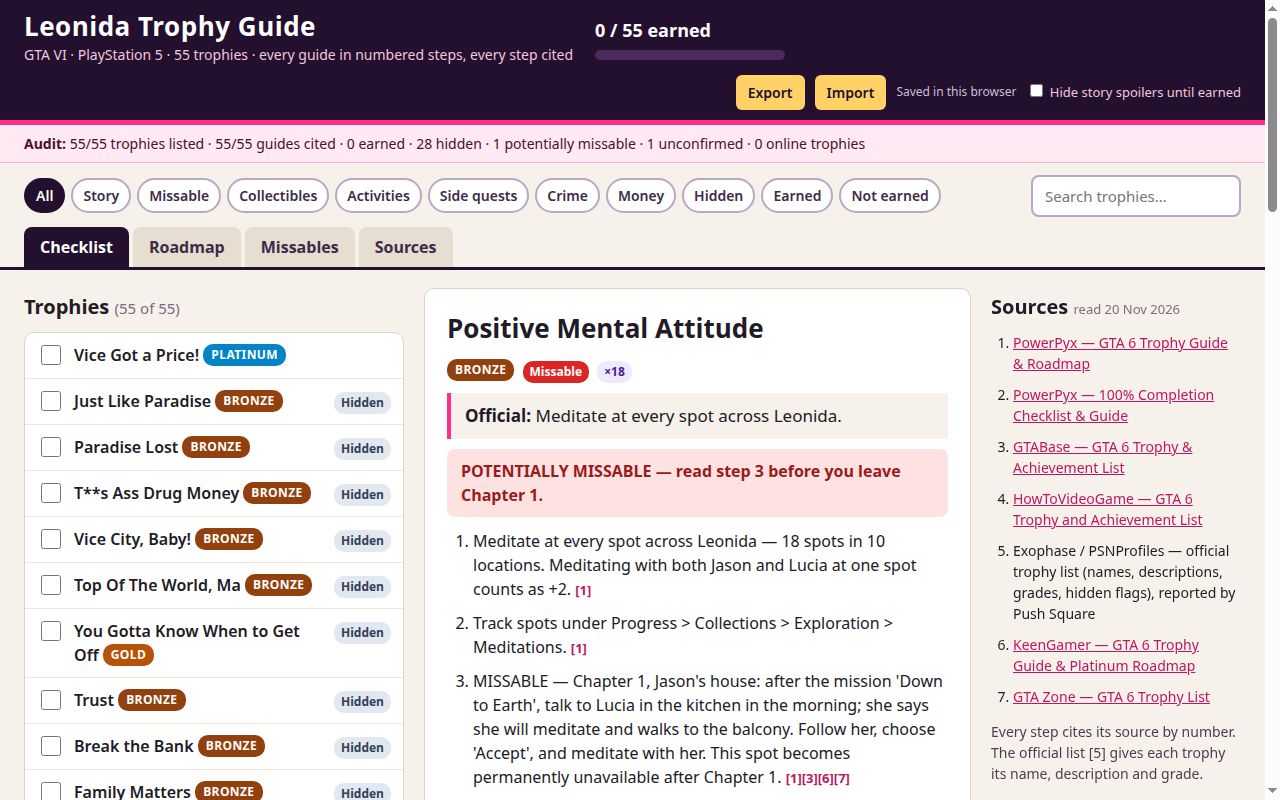 Leonida Trophy Guide
GTA VI · PlayStation 5 · 55 trophies · every guide in numbered steps, every step cited
0 / 55 earned
Export
Import
Saved in this browser
Hide story spoilers until earned
Audit: 55/55 trophies listed · 55/55 guides cited · 0 earned · 28 hidden · 1 potentially missable · 1 unconfirmed · 0 online trophies
All
Story
Missable
Collectibles
Activities
Side quests
Crime
Money
Hidden
Earned
Not earned
Search trophies...
Checklist
Roadmap
Missables
Sources
Trophies (55 of 55)
Vice Got a Price! PLATINUM
Just Like Paradise BRONZE Hidden
Paradise Lost BRONZE Hidden
T**s Ass Drug Money BRONZE Hidden
Vice City, Baby! BRONZE Hidden
Top Of The World, Ma BRONZE Hidden
You Gotta Know When to Get Hidden
Off GOLD
Trust BRONZE Hidden
Break the Bank BRONZE Hidden
Family Matters BRONZE Hidden
Positive Mental Attitude
BRONZE Missable ×18
Official: Meditate at every spot across Leonida.
POTENTIALLY MISSABLE — read step 3 before you leave
Chapter 1.
1. Meditate at every spot across Leonida — 18 spots in 10
locations. Meditating with both Jason and Lucia at one spot
counts as +2. [1]
2. Track spots under Progress > Collections > Exploration >
Meditations. [1]
3. MISSABLE — Chapter 1, Jason's house: after the mission 'Down
to Earth', talk to Lucia in the kitchen in the morning; she says
she will meditate and walks to the balcony. Follow her, choose
'Accept', and meditate with her. This spot becomes
permanently unavailable after Chapter 1. [1][3][6][7]
Sources read 20 Nov 2026
1. PowerPyx — GTA 6 Trophy Guide
& Roadmap
2. PowerPyx — 100% Completion
Checklist & Guide
3. GTABase — GTA 6 Trophy &
Achievement List
4. HowToVideoGame — GTA 6
Trophy and Achievement List
5. Exophase / PSNProfiles — official
trophy list (names, descriptions,
grades, hidden flags), reported by
Push Square
6. KeenGamer — GTA 6 Trophy
Guide & Platinum Roadmap
7. GTA Zone — GTA 6 Trophy List
Every step cites its source by number.
The official list [5] gives each trophy
its name, description and grade.